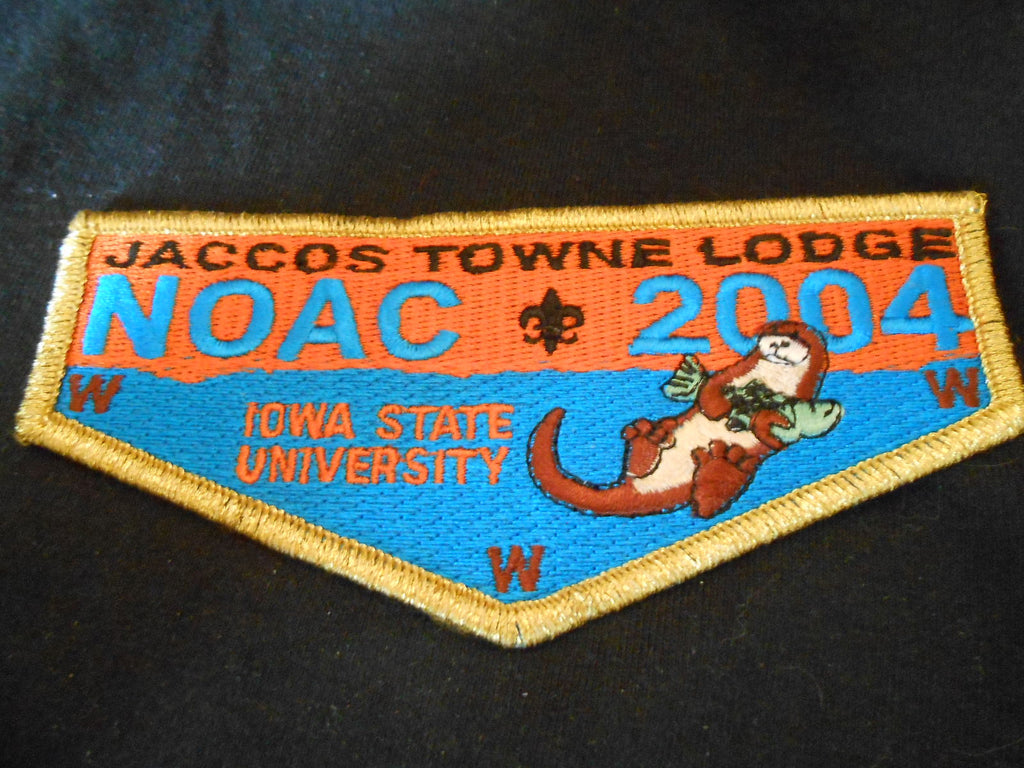 JACCOS TOWNE LODGE
NOAC 2004
W W
IOWA STATE
UNIVERSITY
W